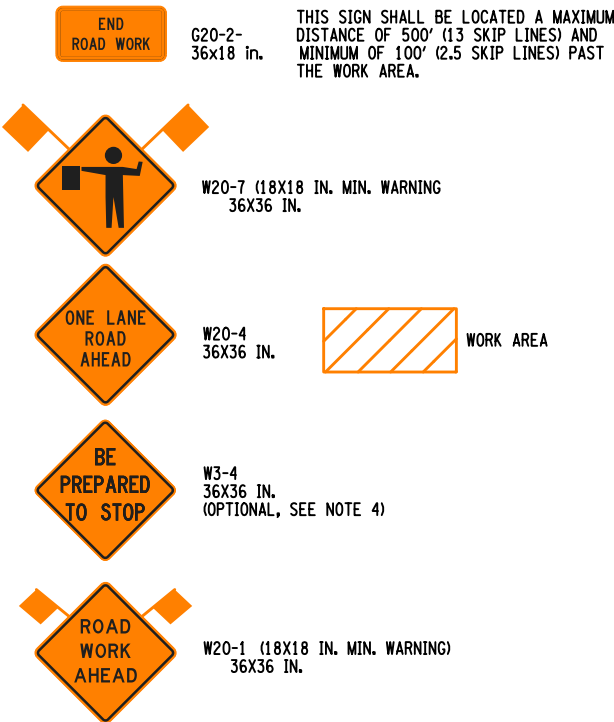 END
ROAD WORK
G20-2-
36x18 in.
THIS SIGN SHALL BE LOCATED A MAXIMUM
DISTANCE OF 500' (13 SKIP LINES) AND
MINIMUM OF 100' (2.5 SKIP LINES) PAST
THE WORK AREA.
W20-7 (18X18 IN. MIN. WARNING
36X36 IN.
ONE LANE
ROAD
AHEAD
W20-4
36X36 IN.
WORK AREA
BE
PREPARED
TO STOP
W3-4
36X36 IN.
(OPTIONAL, SEE NOTE 4)
ROAD
WORK
AHEAD
W20-1 (18X18 IN. MIN. WARNING)
36X36 IN.